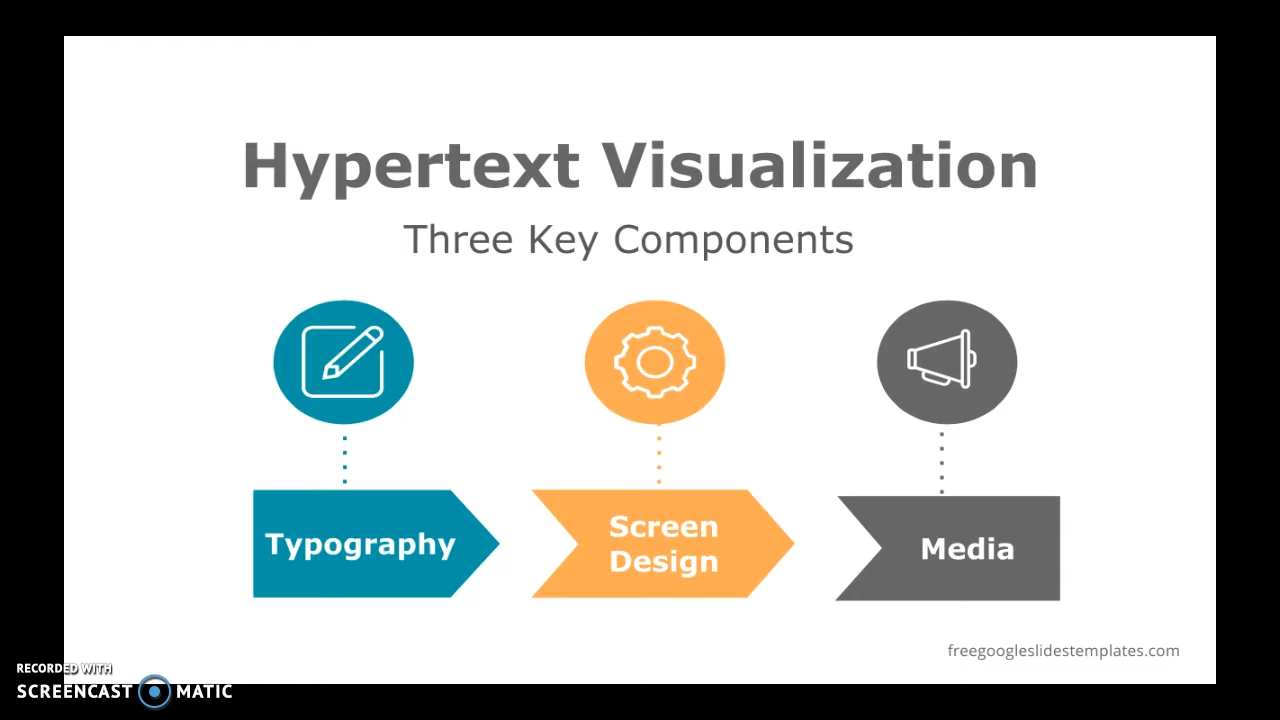 Hypertext Visualization
Three Key Components
Typography
Screen
Design
Media
freegoogleslidestemplates.com
RECORDED WITH
SCREENCAST MATIC